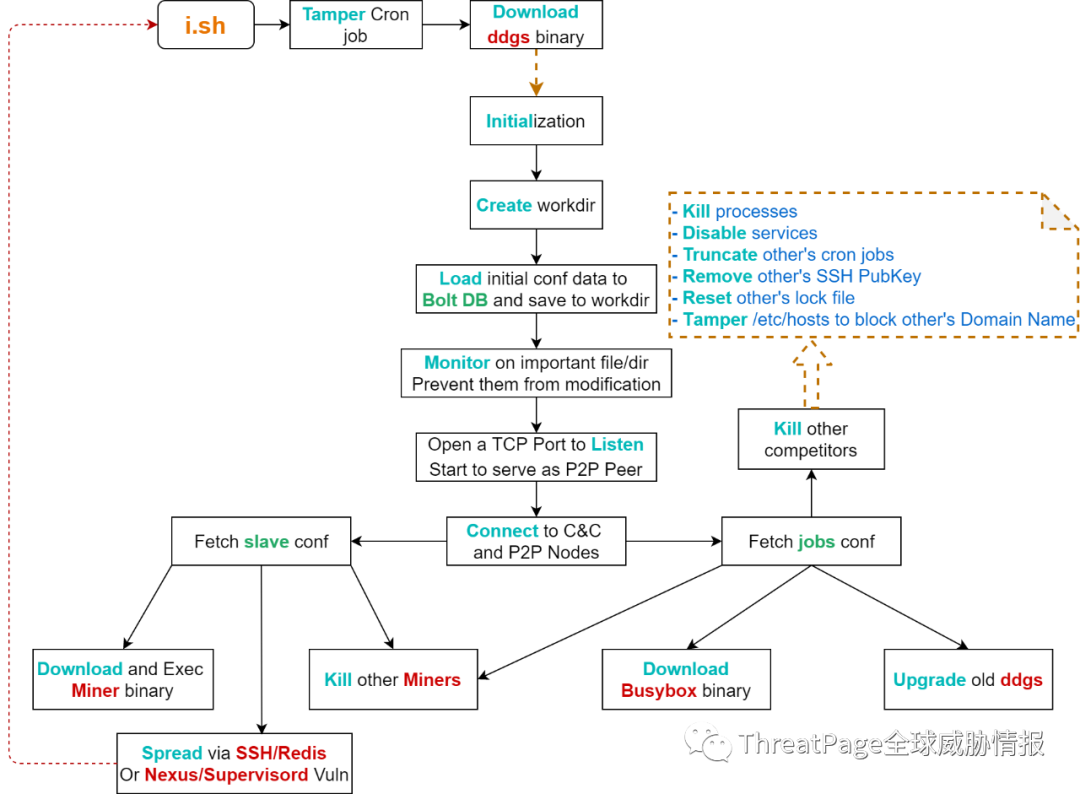 i.sh
Tamper Cron
job
Download
ddgs binary
Initialization
Create workdir
Load initial conf data to
Bolt DB and save to workdir
Monitor on important file/dir
Prevent them from modification
Open a TCP Port to Listen
Start to serve as P2P Peer
Connect to C&C
and P2P Nodes
- Kill processes
- Disable services
- Truncate other's cron jobs
- Remove other's SSH PubKey
- Reset other's lock file
- Tamper /etc/hosts to block other's Domain Name
Kill other
competitors
Fetch slave conf
Fetch jobs conf
Download and Exec
Miner binary
Kill other Miners
Download
Busybox binary
Upgrade old ddgs
Spread via SSH/Redis
Or Nexus/Supervisord Vuln
ThreatPage全球威胁情报